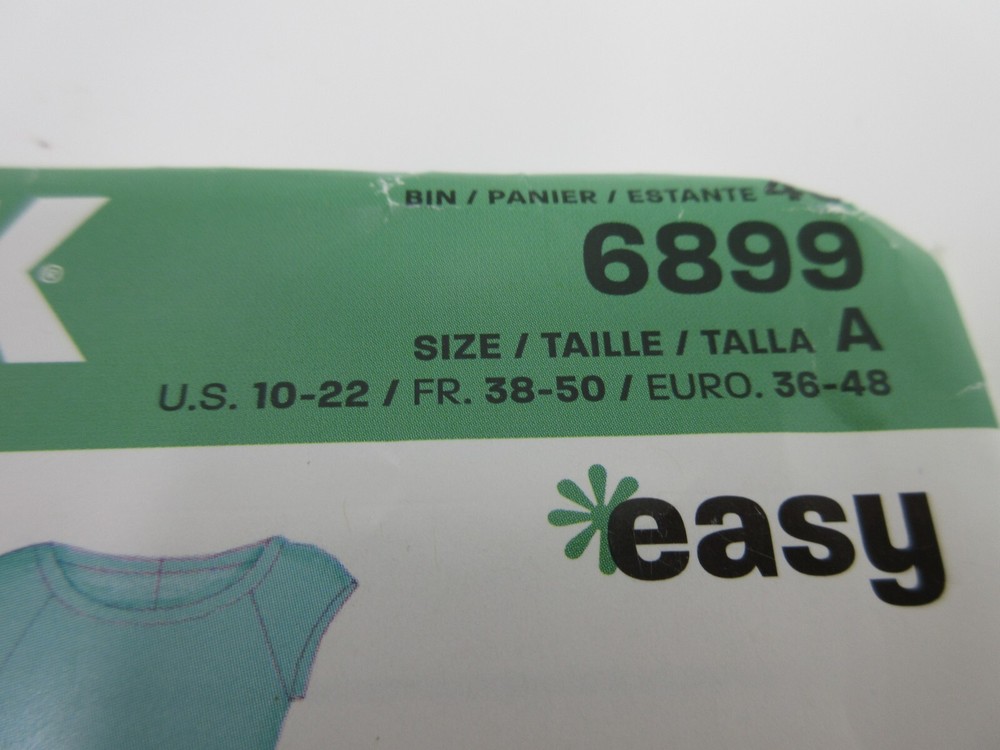 BIN / PANIER / ESTANTE
6899
SIZE / TAILLE / TALLA A
U.S. 10-22 / FR. 38-50 / EURO. 36-48
K®
easy